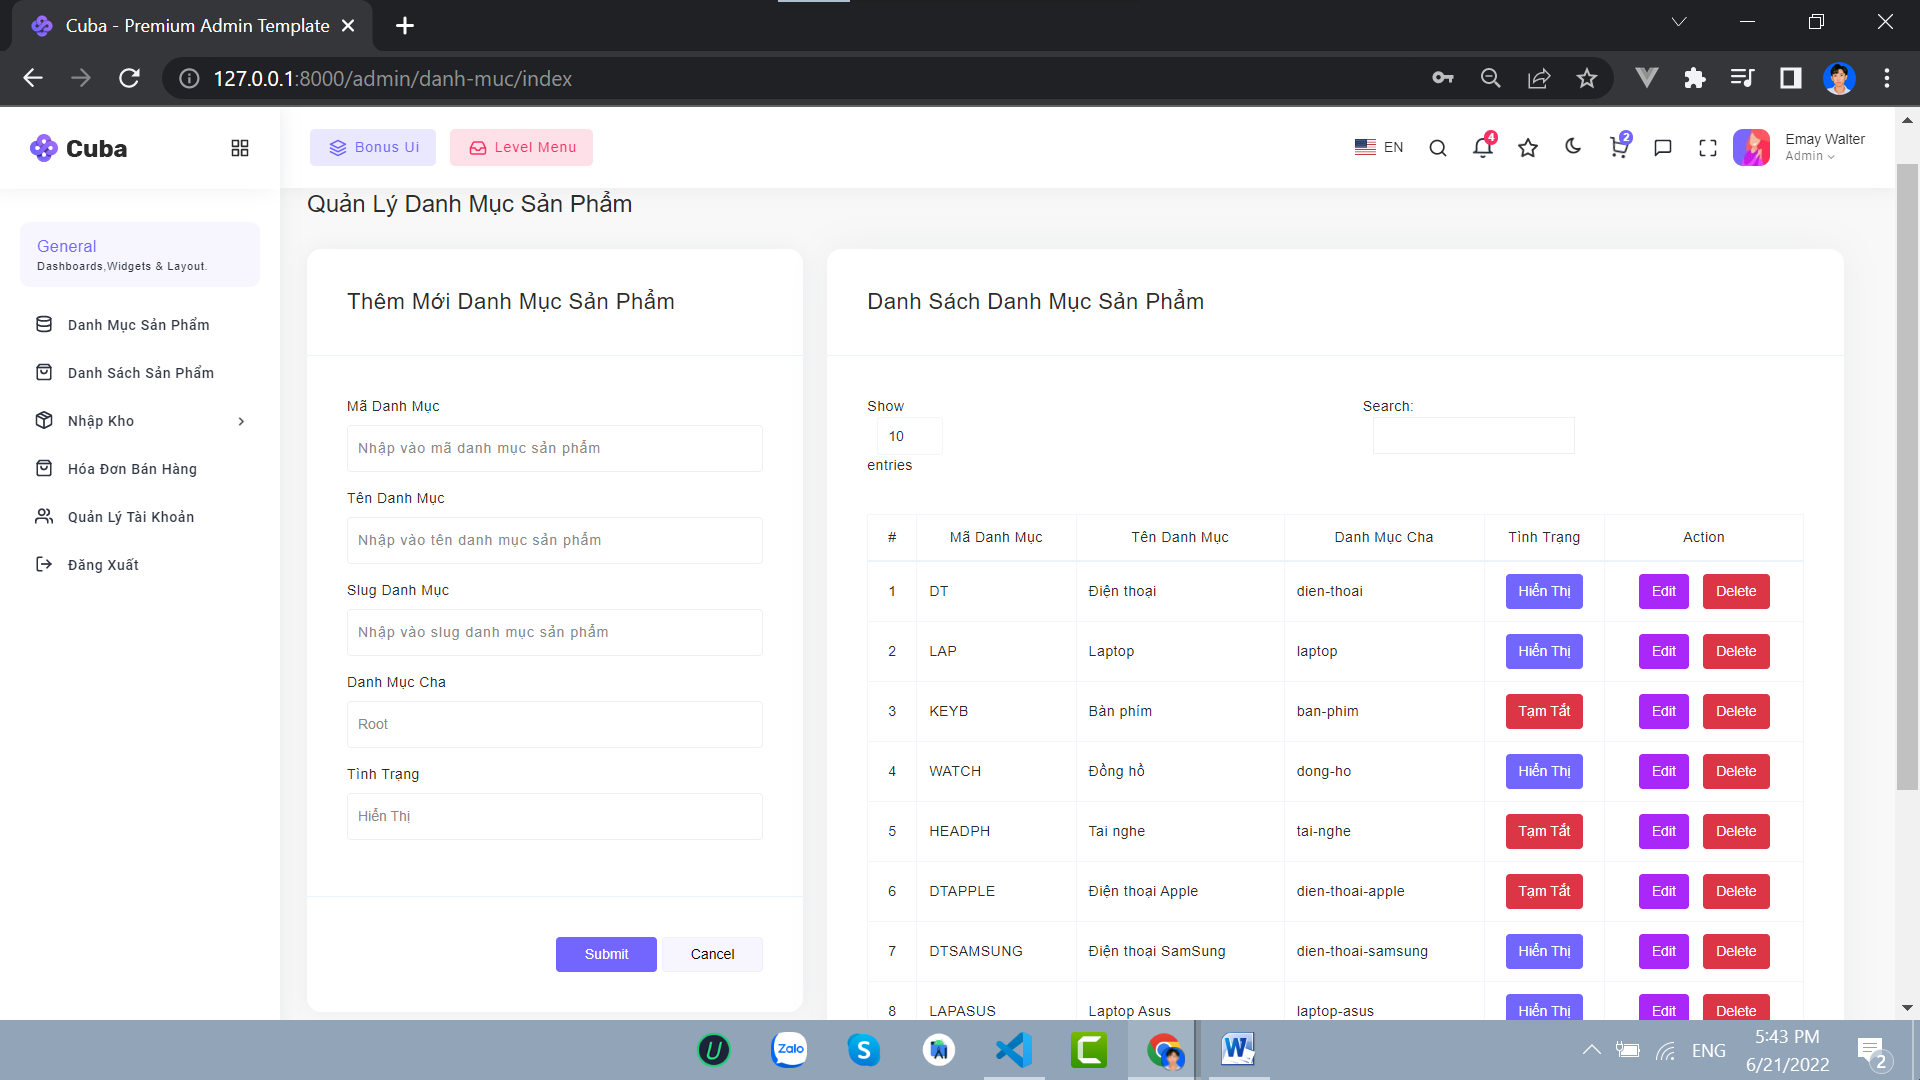 Cuba - Premium Admin Template
127.0.0.1:8000/admin/danh-muc/index
Cuba
Bonus Ui
Level Menu
EN
4
2
Emay Walter
Admin
General
Dashboards,Widgets & Layout.
Danh Mục Sản Phẩm
Danh Sách Sản Phẩm
Nhập Kho
Hóa Đơn Bán Hàng
Quản Lý Tài Khoản
Đăng Xuất
Quản Lý Danh Mục Sản Phẩm
Thêm Mới Danh Mục Sản Phẩm
Mã Danh Mục
Nhập vào mã danh mục sản phẩm
Tên Danh Mục
Nhập vào tên danh mục sản phẩm
Slug Danh Mục
Nhập vào slug danh mục sản phẩm
Danh Mục Cha
Root
Tình Trạng
Hiển Thị
Submit
Cancel
Danh Sách Danh Mục Sản Phẩm
Show
10
entries
Search:
# Mã Danh Mục Tên Danh Mục Danh Mục Cha Tình Trạng Action
1 DT Điện thoại dien-thoai Hiển Thị Edit Delete
2 LAP Laptop laptop Hiển Thị Edit Delete
3 KEYB Bàn phím ban-phim Tạm Tắt Edit Delete
4 WATCH Đồng hồ dong-ho Hiển Thị Edit Delete
5 HEADPH Tai nghe tai-nghe Tạm Tắt Edit Delete
6 DTAPPLE Điện thoại Apple dien-thoai-apple Tạm Tắt Edit Delete
7 DTSAMSUNG Điện thoại SamSung dien-thoai-samsung Hiển Thị Edit Delete
8 LAPASUS Laptop Asus laptop-asus Hiển Thị Edit Delete
U
Zalo
S
C
W
ENG
5:43 PM
6/21/2022
2